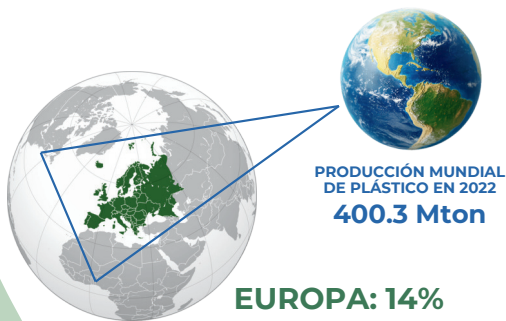 PRODUCCIÓN MUNDIAL
DE PLÁSTICO EN 2022
400.3 Mton
EUROPA: 14%